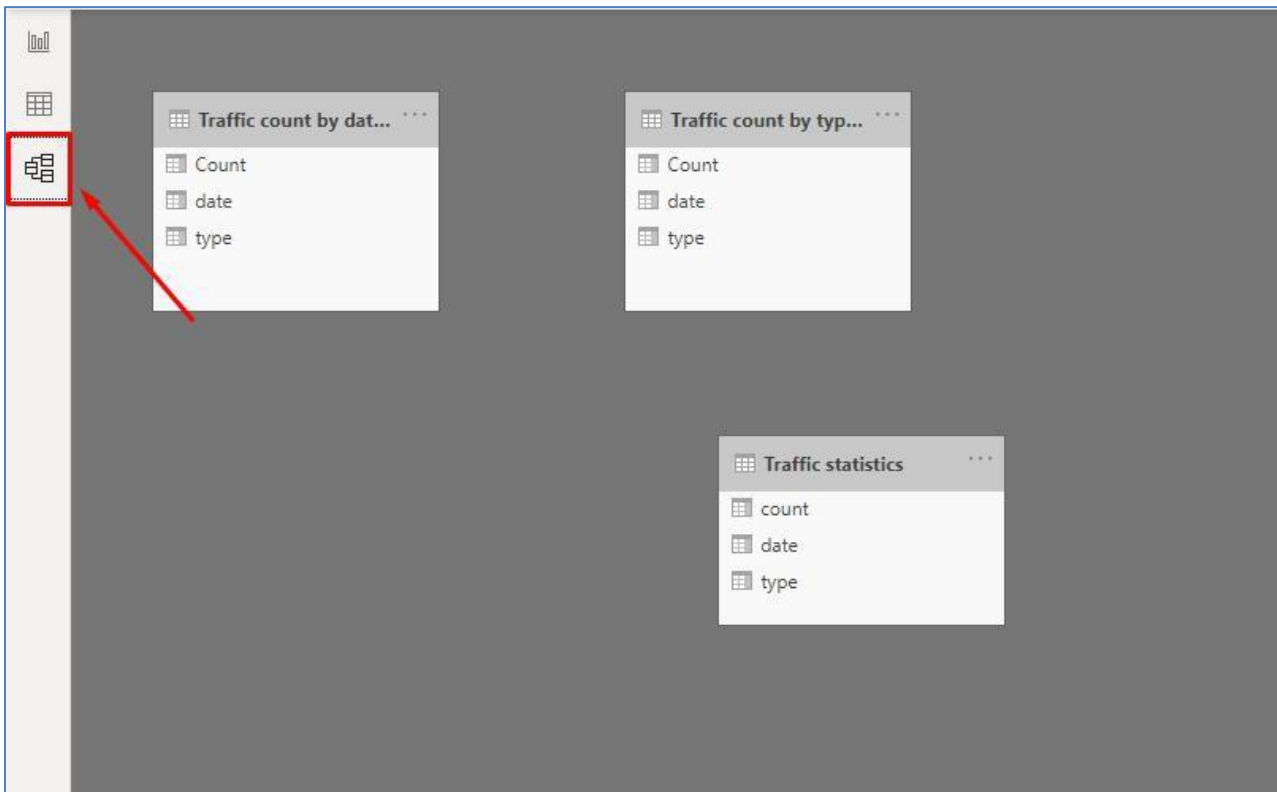 Traffic count by dat... ...
Count
date
type
Traffic count by typ... ...
Count
date
type
Traffic statistics ...
count
date
type